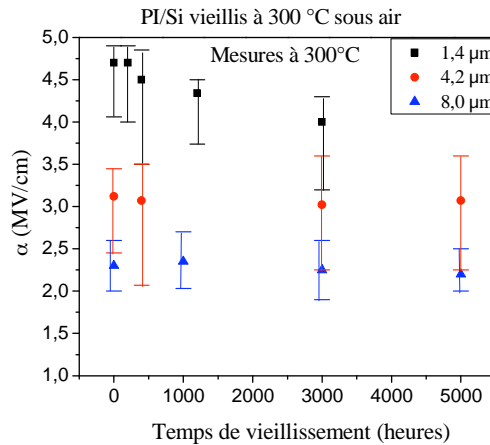 PI/Si vieillis à 300 °C sous air
Mesures à 300°C
1,4 µm
4,2 µm
8,0 µm
α (MV/cm)
5,0
4,5
4,0
3,5
3,0
2,5
2,0
1,5
1,0
0 1000 2000 3000 4000 5000
Temps de vieillissement (heures)